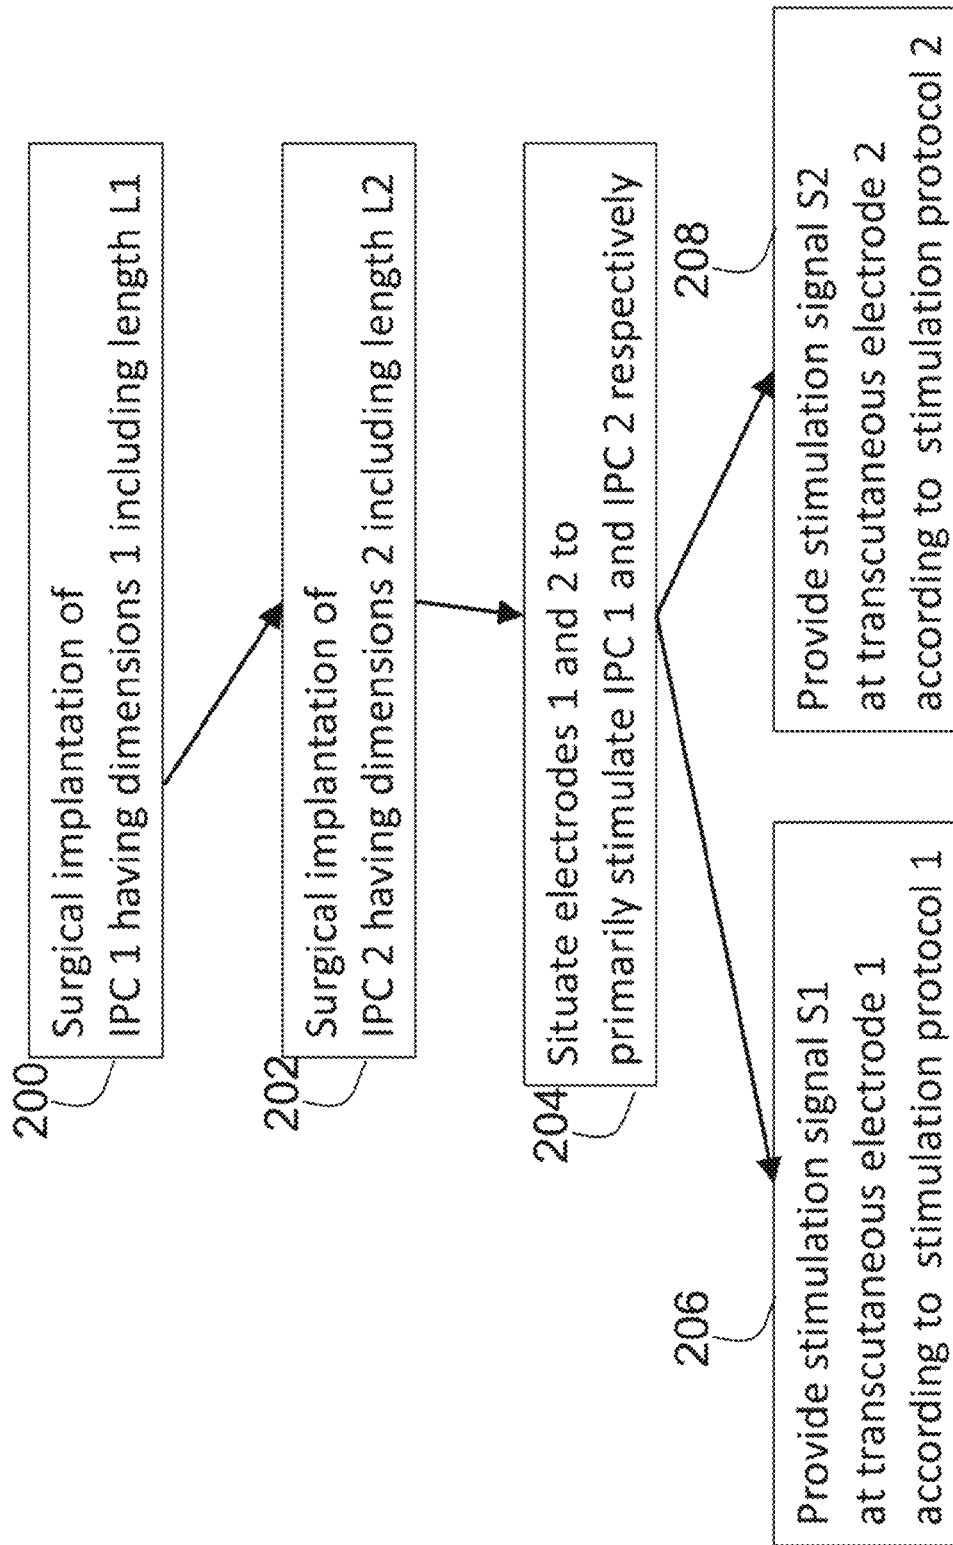 200
Surgical implantation of
IPC 1 having dimensions 1 including length L1
202
Surgical implantation of
IPC 2 having dimensions 2 including length L2
204
Situate electrodes 1 and 2 to
primarily stimulate IPC 1 and IPC 2 respectively
206
Provide stimulation signal S1
at transcutaneous electrode 1
according to stimulation protocol 1
208
Provide stimulation signal S2
at transcutaneous electrode 2
according to stimulation protocol 2